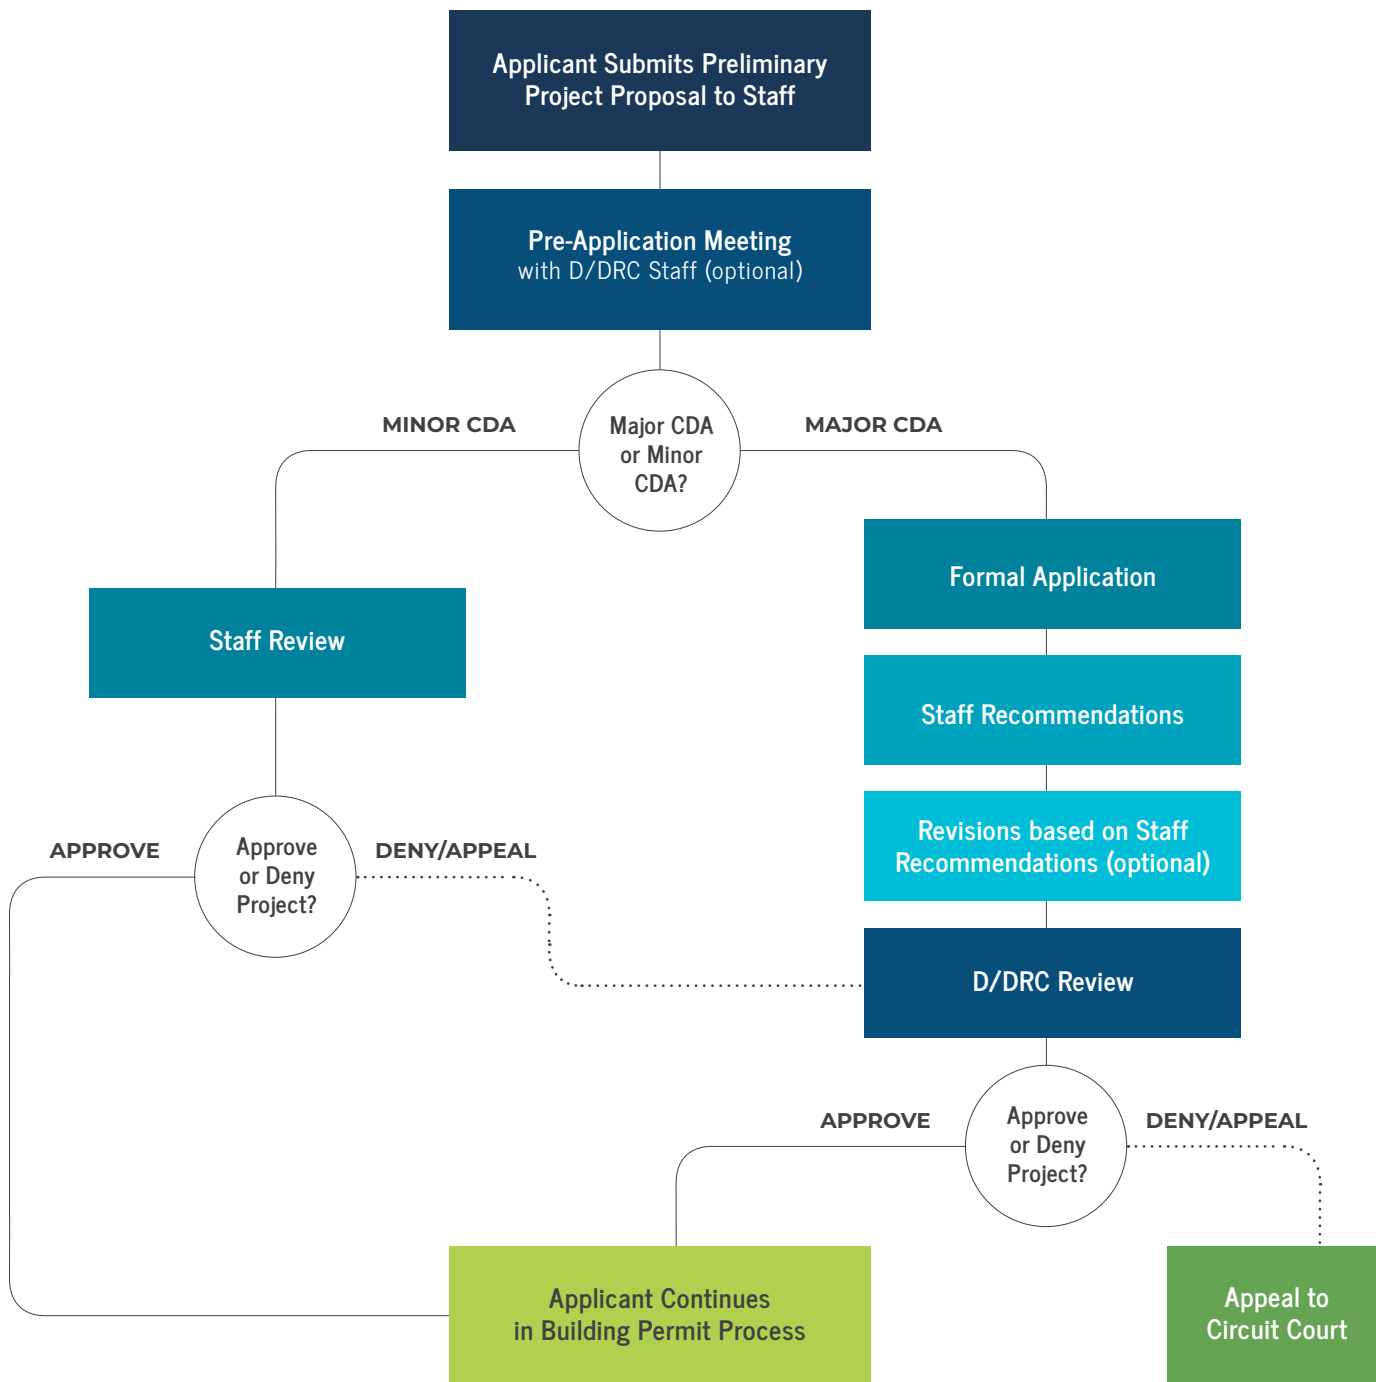 Applicant Submits Preliminary
Project Proposal to Staff
Pre-Application Meeting
with D/DRC Staff (optional)
MINOR CDA
Major CDA
or Minor
CDA?
MAJOR CDA
Formal Application
Staff Review
Staff Recommendations
Revisions based on Staff
Recommendations (optional)
APPROVE
Approve
or Deny
Project?
DENY/APPEAL
D/DRC Review
APPROVE
Approve
or Deny
Project?
DENY/APPEAL
Applicant Continues
in Building Permit Process
Appeal to
Circuit Court